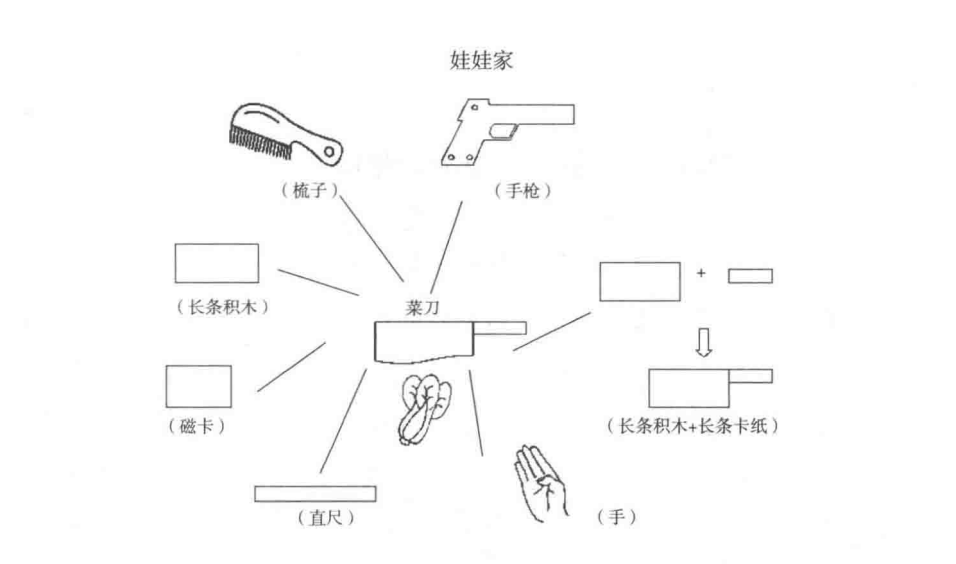 娃娃家
（梳子）
（手枪）
（长条积木）
菜刀
+
（磁卡）
（长条积木+长条卡纸）
（直尺）
（手）